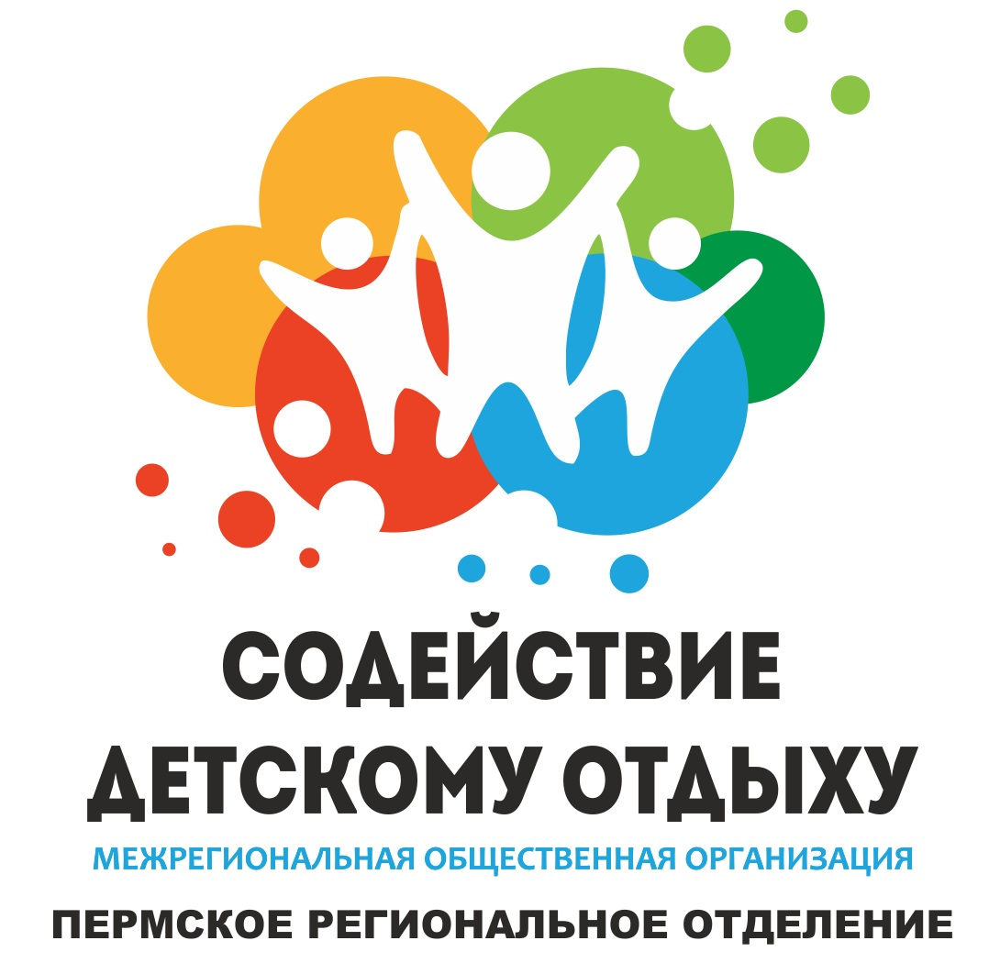 СОДЕЙСТВИЕ
ДЕТСКОМУ ОТДЫХУ
МЕЖРЕГИОНАЛЬНАЯ ОБЩЕСТВЕННАЯ ОРГАНИЗАЦИЯ
ПЕРМСКОЕ РЕГИОНАЛЬНОЕ ОТДЕЛЕНИЕ